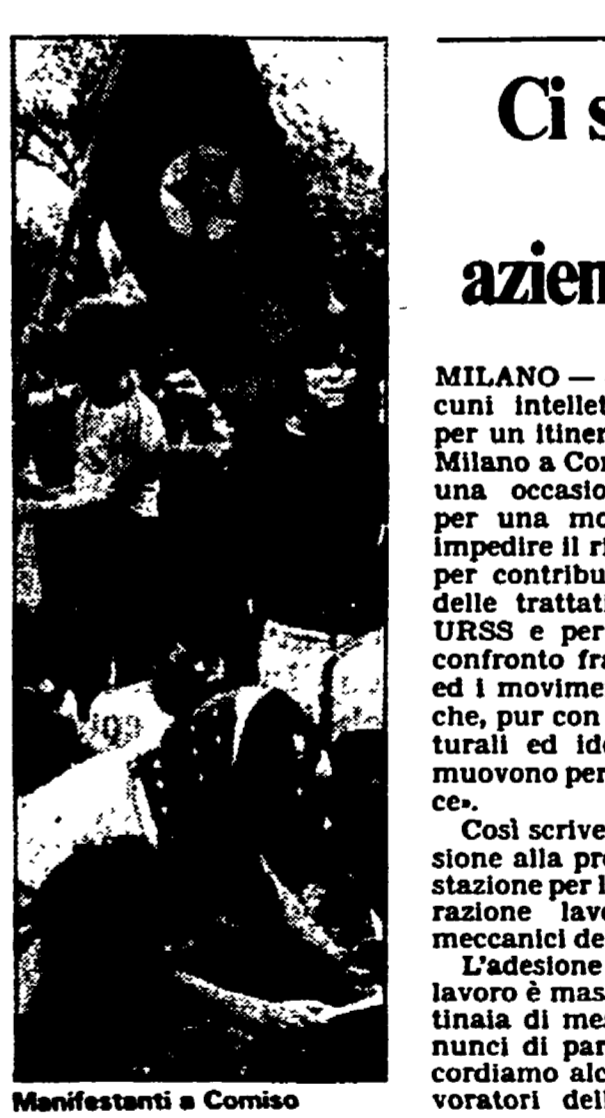 Ci s
azien
MILANO —
cuni intellet
per un itiner
Milano a Con
una occasio
per una mo
impedire il ri
per contribu
delle trattati
URSS e per
confronto fra
ed i movime
che, pur con
turali ed ide
muovono per
ce».
Così scrive
sione alla pro
stazione per l
razione lavo
meccanici de
L'adesione
lavoro è mas
tinaia di mes
nunci di par
cordiamo alc
voratori dell
Manifestanti a Comiso